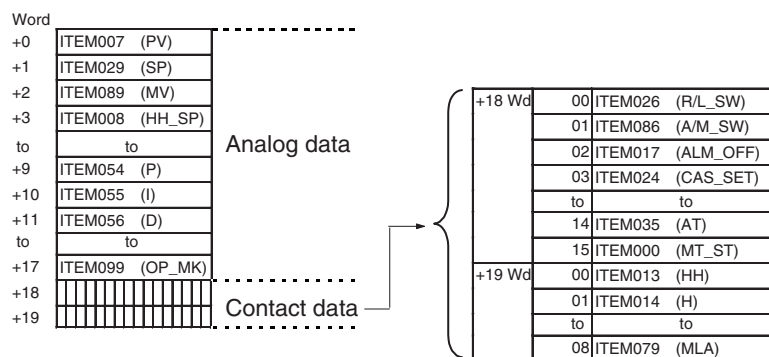 Word
+0 ITEM007 (PV)
+1 ITEM029 (SP)
+2 ITEM089 (MV)
+3 ITEM008 (HH_SP)
to to
+9 ITEM054 (P)
+10 ITEM055 (I)
+11 ITEM056 (D)
to to
+17 ITEM099 (OP_MK)
+18
+19
Analog data
Contact data
+18 Wd 00 ITEM026 (R/L_SW)
01 ITEM086 (A/M_SW)
02 ITEM017 (ALM_OFF)
03 ITEM024 (CAS_SET)
to to
14 ITEM035 (AT)
15 ITEM000 (MT_ST)
+19 Wd 00 ITEM013 (HH)
01 ITEM014 (H)
to to
08 ITEM079 (MLA)